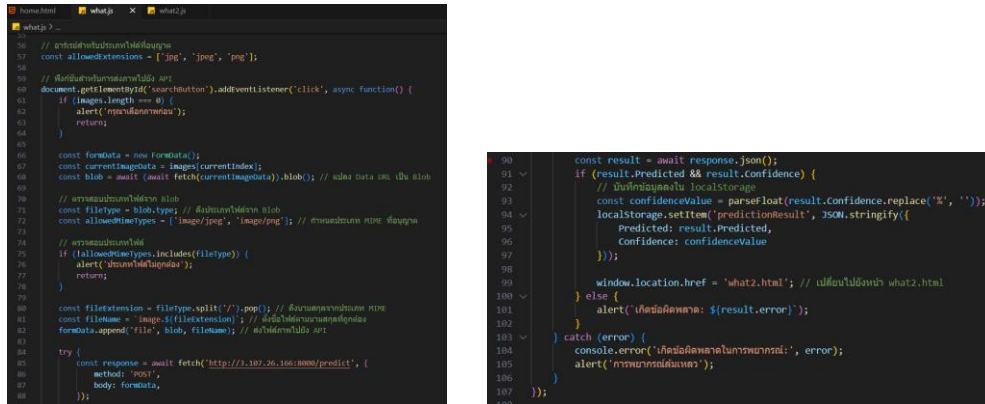 home.html what.js X what2.js
what.js > ...
55
56 // อาร์เรย์สำหรับประเภทไฟล์ที่อนุญาต
57 const allowedExtensions = ['jpg', 'jpeg', 'png'];
58
59 // ฟังก์ชันสำหรับการส่งภาพไปยัง API
60 document.getElementById('searchButton').addEventListener('click', async function() {
61 if (images.length === 0) {
62 alert('กรุณาเลือกภาพก่อน');
63 return;
64 }
65
66 const formData = new FormData();
67 const currentImageData = images[currentIndex];
68 const blob = await (await fetch(currentImageData)).blob(); // แปลง Data URL เป็น Blob
69
70 // ตรวจสอบประเภทไฟล์จาก Blob
71 const fileType = blob.type; // ดึงประเภทไฟล์จาก Blob
72 const allowedMimeTypes = ['image/jpeg', 'image/png']; // กำหนดประเภท MIME ที่อนุญาต
73
74 // ตรวจสอบประเภทไฟล์
75 if (!allowedMimeTypes.includes(fileType)) {
76 alert('ประเภทไฟล์ไม่ถูกต้อง');
77 return;
78 }
79
80 const fileExtension = fileType.split('/').pop(); // ดึงนามสกุลจากประเภท MIME
81 const fileName = `image.${fileExtension}`; // ตั้งชื่อไฟล์ตามนามสกุลที่ถูกต้อง
82 formData.append('file', blob, fileName); // ส่งไฟล์ภาพไปยัง API
83
84 try {
85 const response = await fetch('http://3.107.26.166:8000/predict', {
86 method: 'POST',
87 body: formData,
88 });
90 const result = await response.json();
91 if (result.Predicted && result.Confidence) {
92 // บันทึกข้อมูลลงใน localStorage
93 const confidenceValue = parseFloat(result.Confidence.replace('%', ''));
94 localStorage.setItem('predictionResult', JSON.stringify({
95 Predicted: result.Predicted,
96 Confidence: confidenceValue
97 }));
98
99 window.location.href = 'what2.html'; // เปลี่ยนไปยังหน้า what2.html
100 } else {
101 alert(`เกิดข้อผิดพลาด: ${result.error}`);
102 }
103 } catch (error) {
104 console.error('เกิดข้อผิดพลาดในการพยากรณ์:', error);
105 alert('การพยากรณ์ล้มเหลว');
106 }
107 });